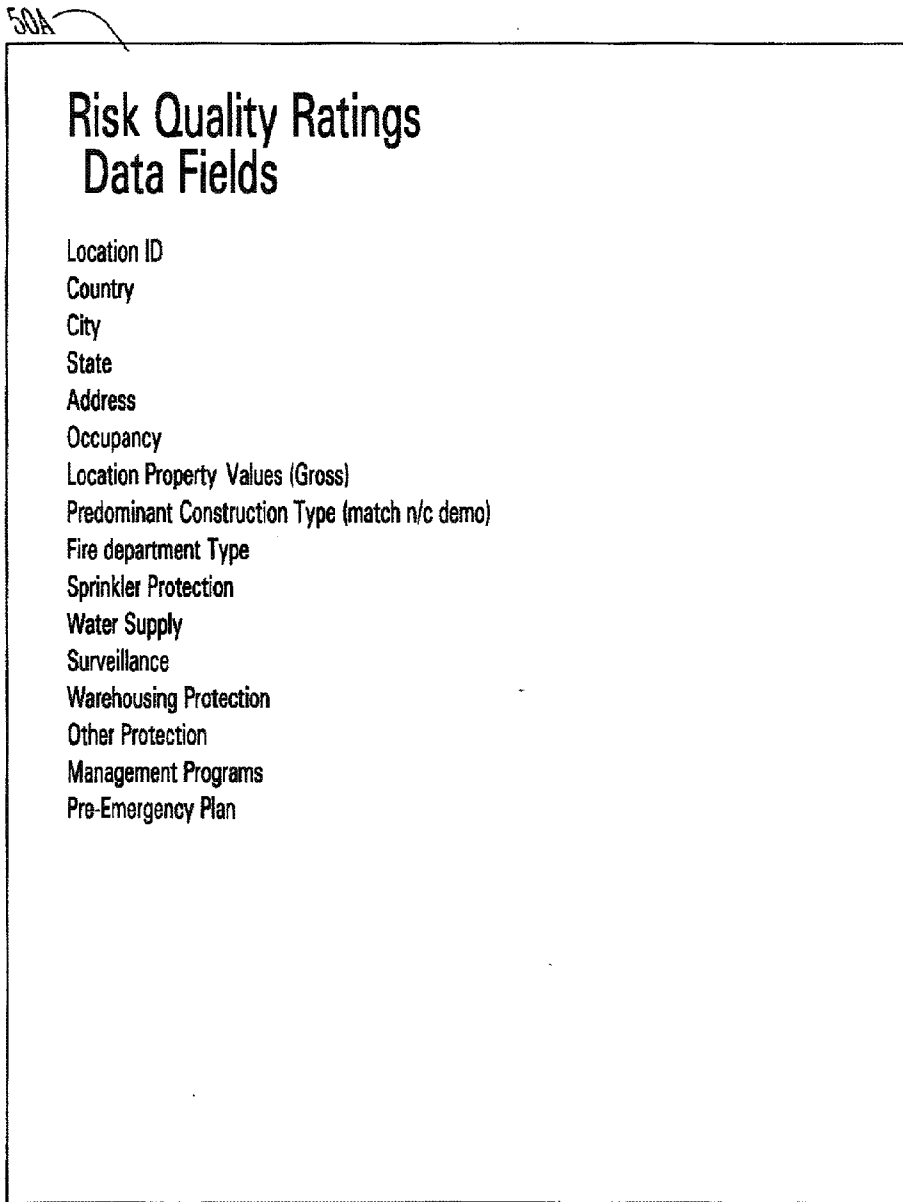 50A
Risk Quality Ratings
Data Fields
Location ID
Country
City
State
Address
Occupancy
Location Property Values (Gross)
Predominant Construction Type (match n/c demo)
Fire department Type
Sprinkler Protection
Water Supply
Surveillance
Warehousing Protection
Other Protection
Management Programs
Pre-Emergency Plan